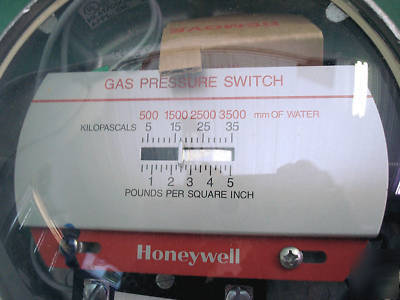 REMOVE
GAS PRESSURE SWITCH
500 1500 2500 3500 mm OF WATER
KILOPASCALS 5 15 25 35
1 2 3 4 5
POUNDS PER SQUARE INCH
Honeywell